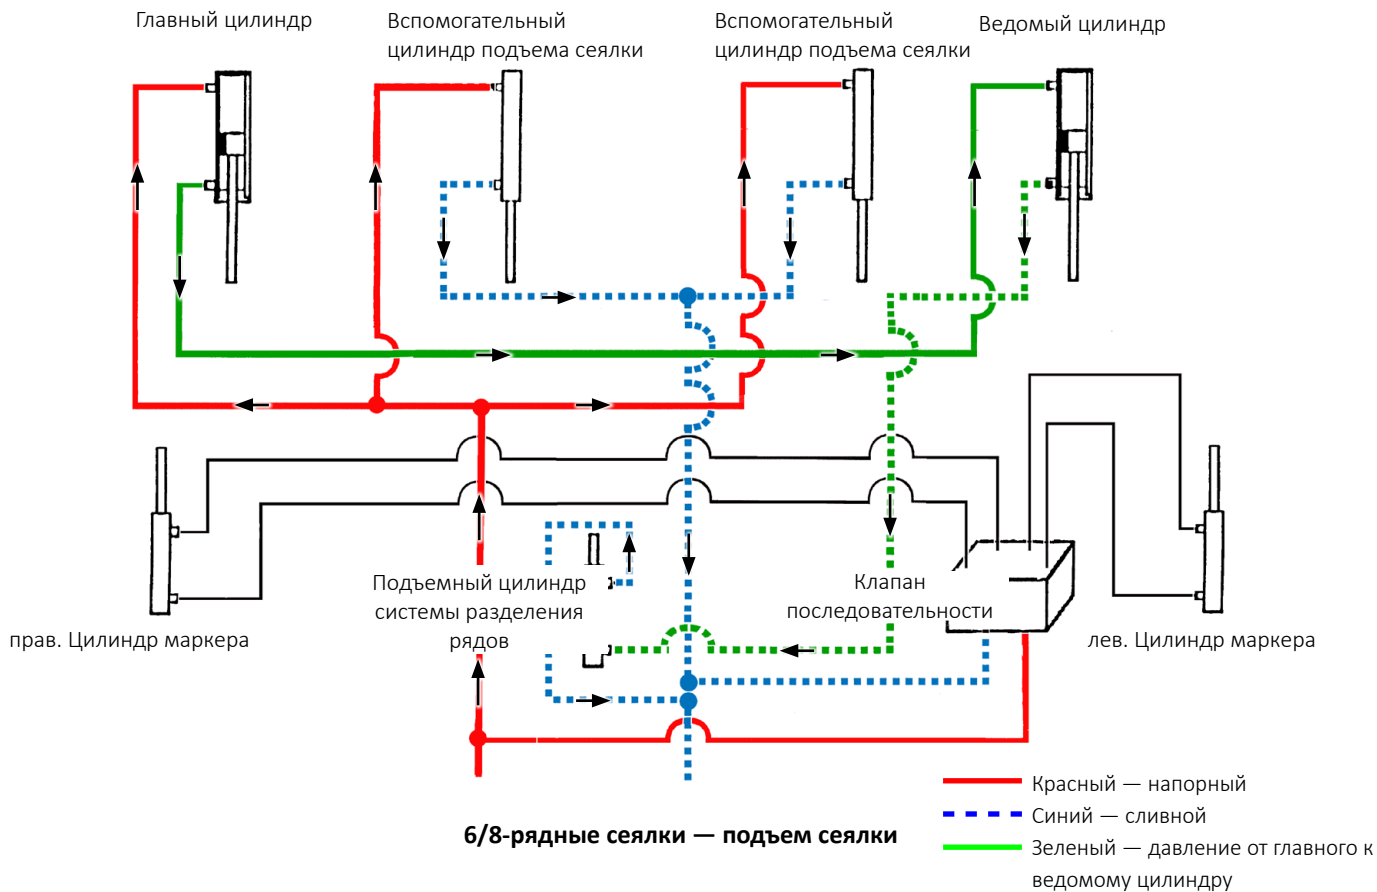 Главный цилиндр
Вспомогательный
цилиндр подъема сеялки
Вспомогательный
цилиндр подъема сеялки
Ведомый цилиндр
Подъемный цилиндр
системы разделения
рядов
Клапан
последовательности
прав. Цилиндр маркера
лев. Цилиндр маркера
Красный — напорный
Синий — сливной
Зеленый — давление от главного к
ведомому цилиндру
6/8-рядные сеялки — подъем сеялки